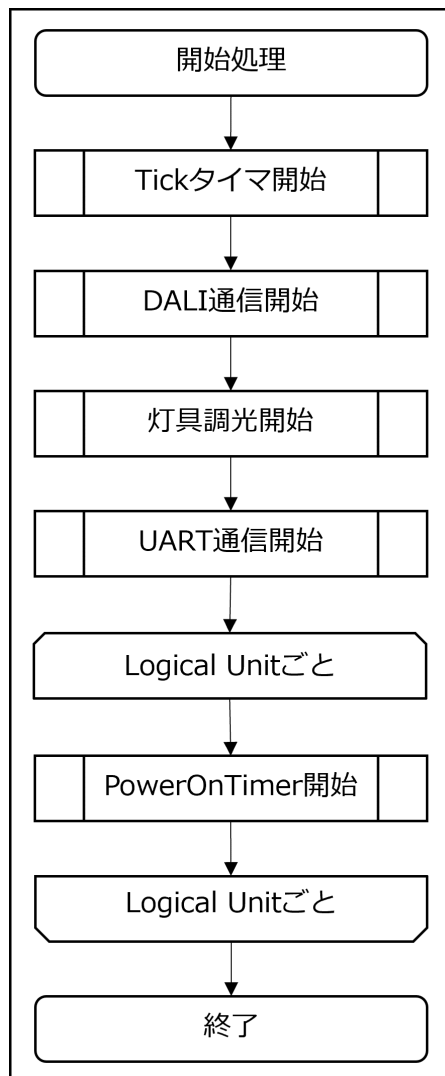 開始処理
Tickタイマ開始
DALI通信開始
灯具調光開始
UART通信開始
Logical Unitごと
PowerOnTimer開始
Logical Unitごと
終了